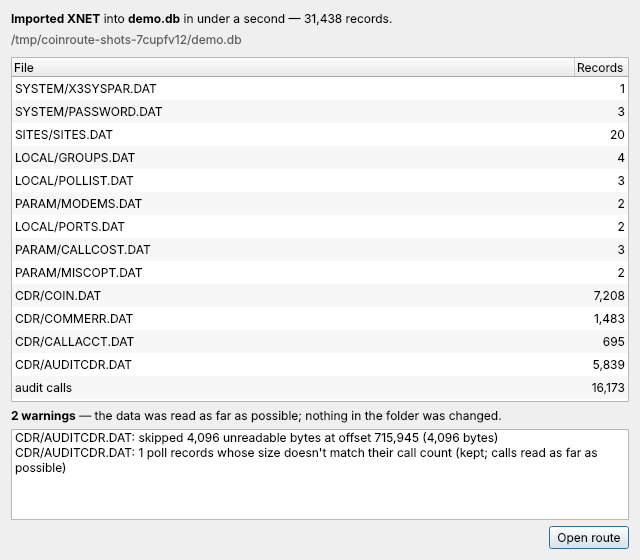 Imported XNET into demo.db in under a second — 31,438 records.
/tmp/coinroute-shots-7cupfv12/demo.db
File Records
SYSTEM/X3SYSPAR.DAT 1
SYSTEM/PASSWORD.DAT 3
SITES/SITES.DAT 20
LOCAL/GROUPS.DAT 4
LOCAL/POLLIST.DAT 3
PARAM/MODEMS.DAT 2
LOCAL/PORTS.DAT 2
PARAM/CALLCOST.DAT 3
PARAM/MISCOPT.DAT 2
CDR/COIN.DAT 7,208
CDR/COMMERR.DAT 1,483
CDR/CALLACCT.DAT 695
CDR/AUDITCDR.DAT 5,839
audit calls 16,173
2 warnings — the data was read as far as possible; nothing in the folder was changed.
CDR/AUDITCDR.DAT: skipped 4,096 unreadable bytes at offset 715,945 (4,096 bytes)
CDR/AUDITCDR.DAT: 1 poll records whose size doesn't match their call count (kept; calls read as far as
possible)
Open route